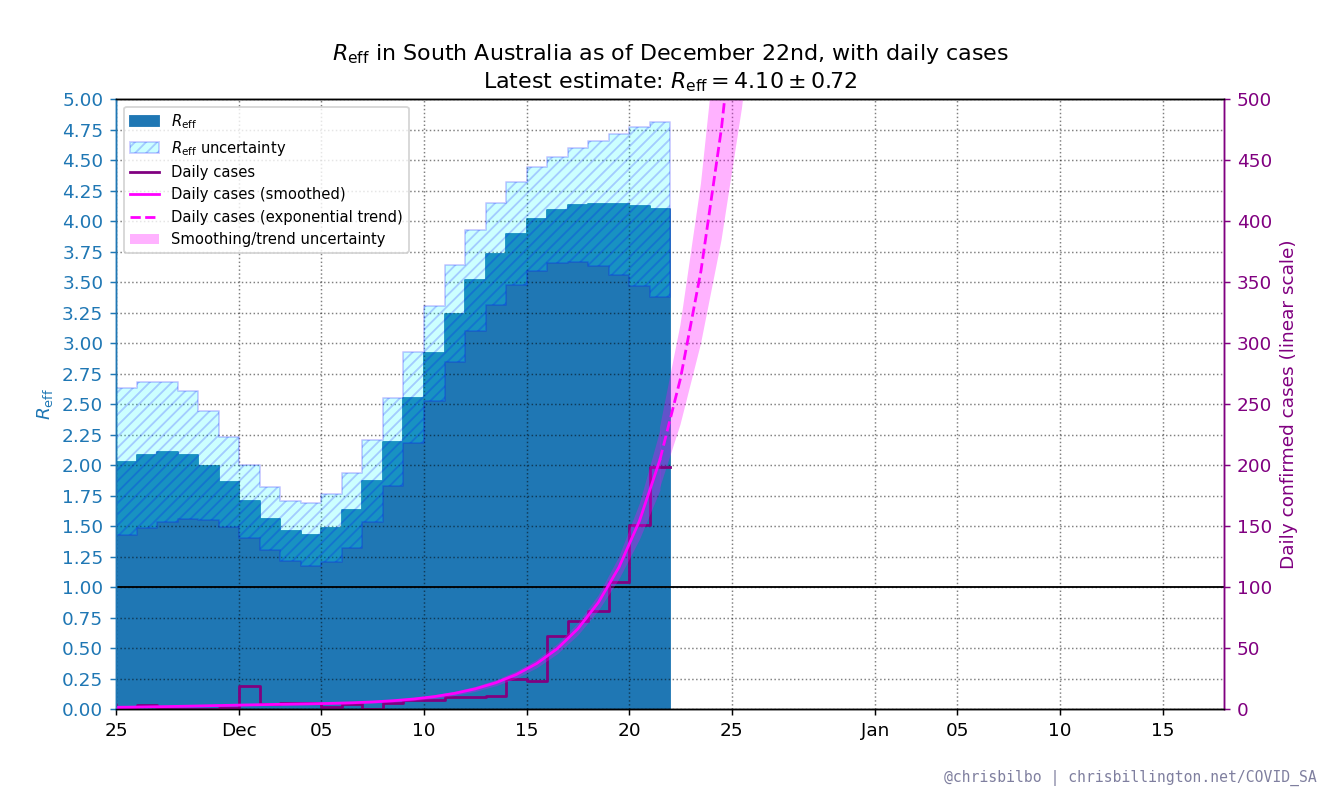 R_eff in South Australia as of December 22nd, with daily cases
Latest estimate: R_eff = 4.10 ± 0.72
R_eff
R_eff uncertainty
Daily cases
Daily cases (smoothed)
Daily cases (exponential trend)
Smoothing/trend uncertainty
R_eff
5.00
4.75
4.50
4.25
4.00
3.75
3.50
3.25
3.00
2.75
2.50
2.25
2.00
1.75
1.50
1.25
1.00
0.75
0.50
0.25
0.00
25 Dec 05 10 15 20 25 Jan 05 10 15
500
450
400
350
300
250
200
150
100
50
0
Daily confirmed cases (linear scale)
@chrisbilbo | chrisbillington.net/COVID_SA